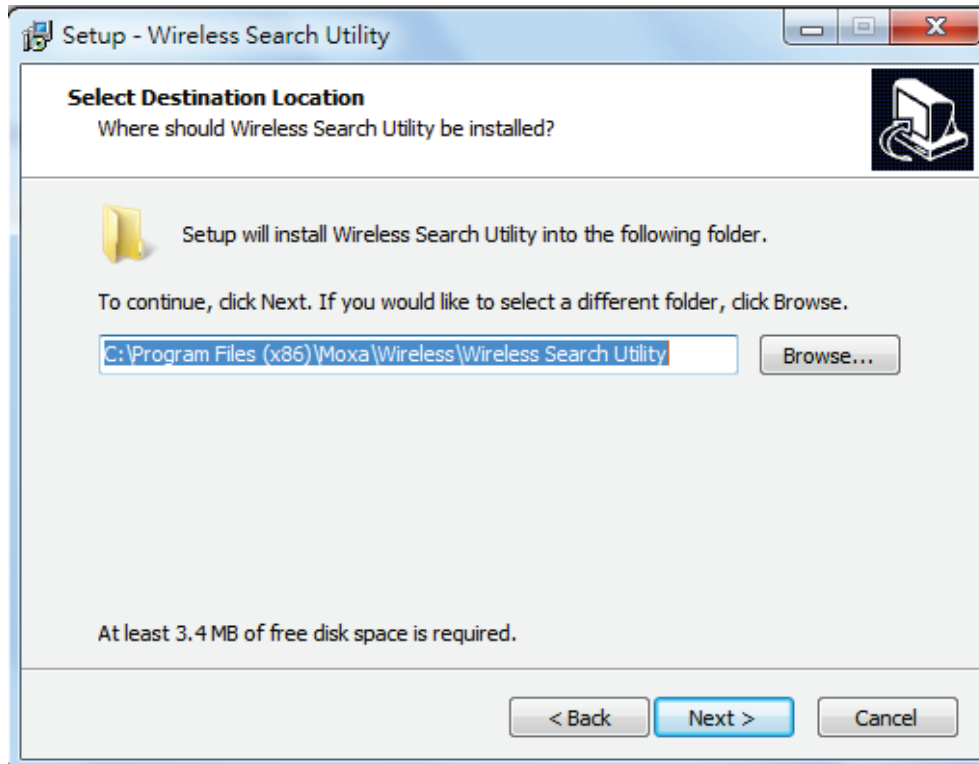 Setup - Wireless Search Utility
Select Destination Location
Where should Wireless Search Utility be installed?
Setup will install Wireless Search Utility into the following folder.
To continue, click Next. If you would like to select a different folder, click Browse.
C:\Program Files (x86)\Moxa\Wireless\Wireless Search Utility
Browse...
At least 3.4 MB of free disk space is required.
< Back
Next >
Cancel